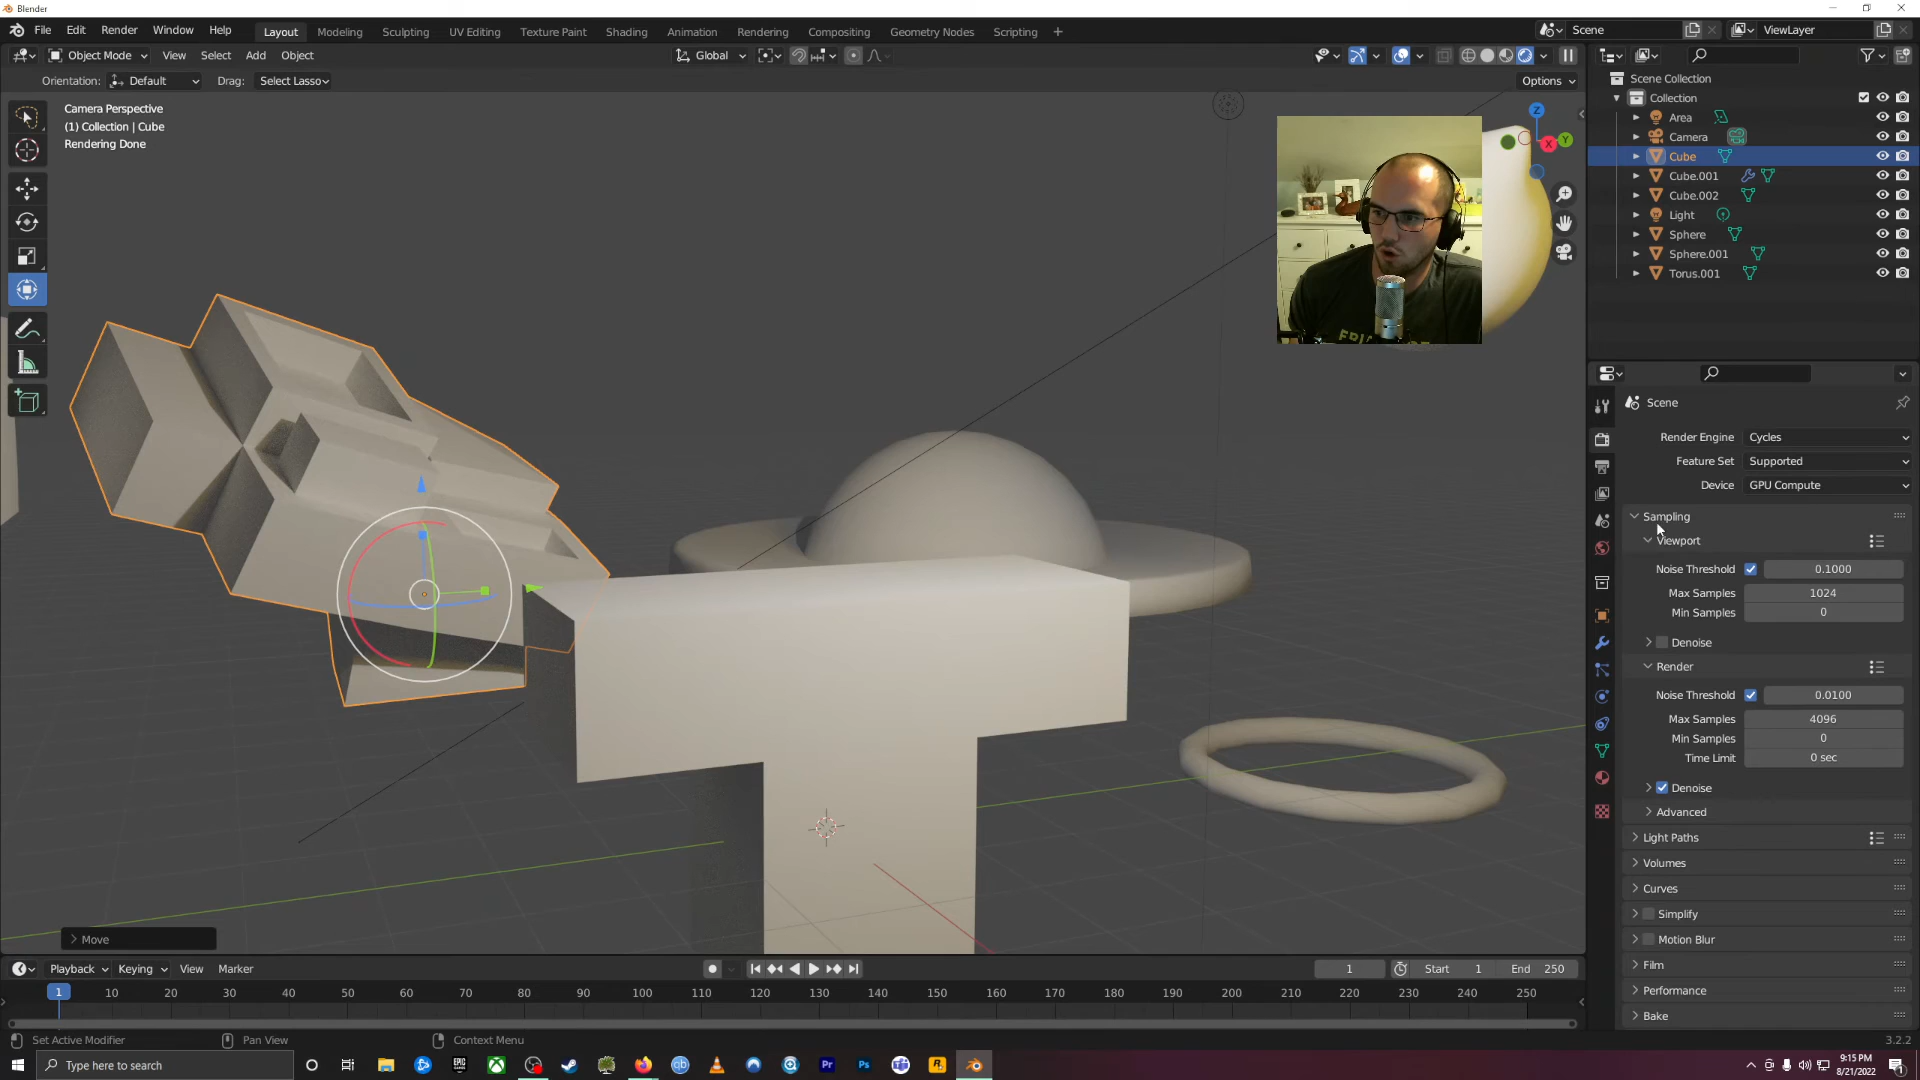 Blender
File Edit Render Window Help Layout Modeling Sculpting UV Editing Texture Paint Shading Animation Rendering Compositing Geometry Nodes Scripting + Scene ViewLayer
Object Mode View Select Add Object Global
Orientation: Default Drag: Select Lasso Options
Camera Perspective
(1) Collection | Cube
Rendering Done
Z
Y
X
Scene Collection
Collection
Area
Camera
Cube
Cube.001
Cube.002
Light
Sphere
Sphere.001
Torus.001
Scene
Render Engine Cycles
Feature Set Supported
Device GPU Compute
Sampling
Viewport
Noise Threshold 0.1000
Max Samples 1024
Min Samples 0
Denoise
Render
Noise Threshold 0.0100
Max Samples 4096
Min Samples 0
Time Limit 0 sec
Denoise
Advanced
Light Paths
Volumes
Curves
Simplify
Motion Blur
Film
Performance
Bake
Move
Playback Keying View Marker 1 Start 1 End 250
1 10 20 30 40 50 60 70 80 90 100 110 120 130 140 150 160 170 180 190 200 210 220 230 240 250
Set Active Modifier Pan View Context Menu 3.2.2
Type here to search qb Pr Ps
9:15 PM
8/21/2022